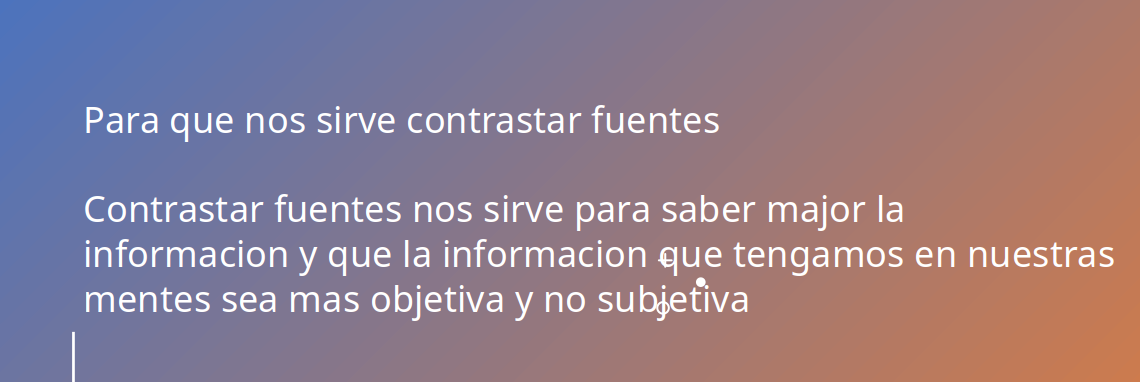 Para que nos sirve contrastar fuentes
Contrastar fuentes nos sirve para saber major la
informacion y que la informacion que tengamos en nuestras
mentes sea mas objetiva y no subjetiva